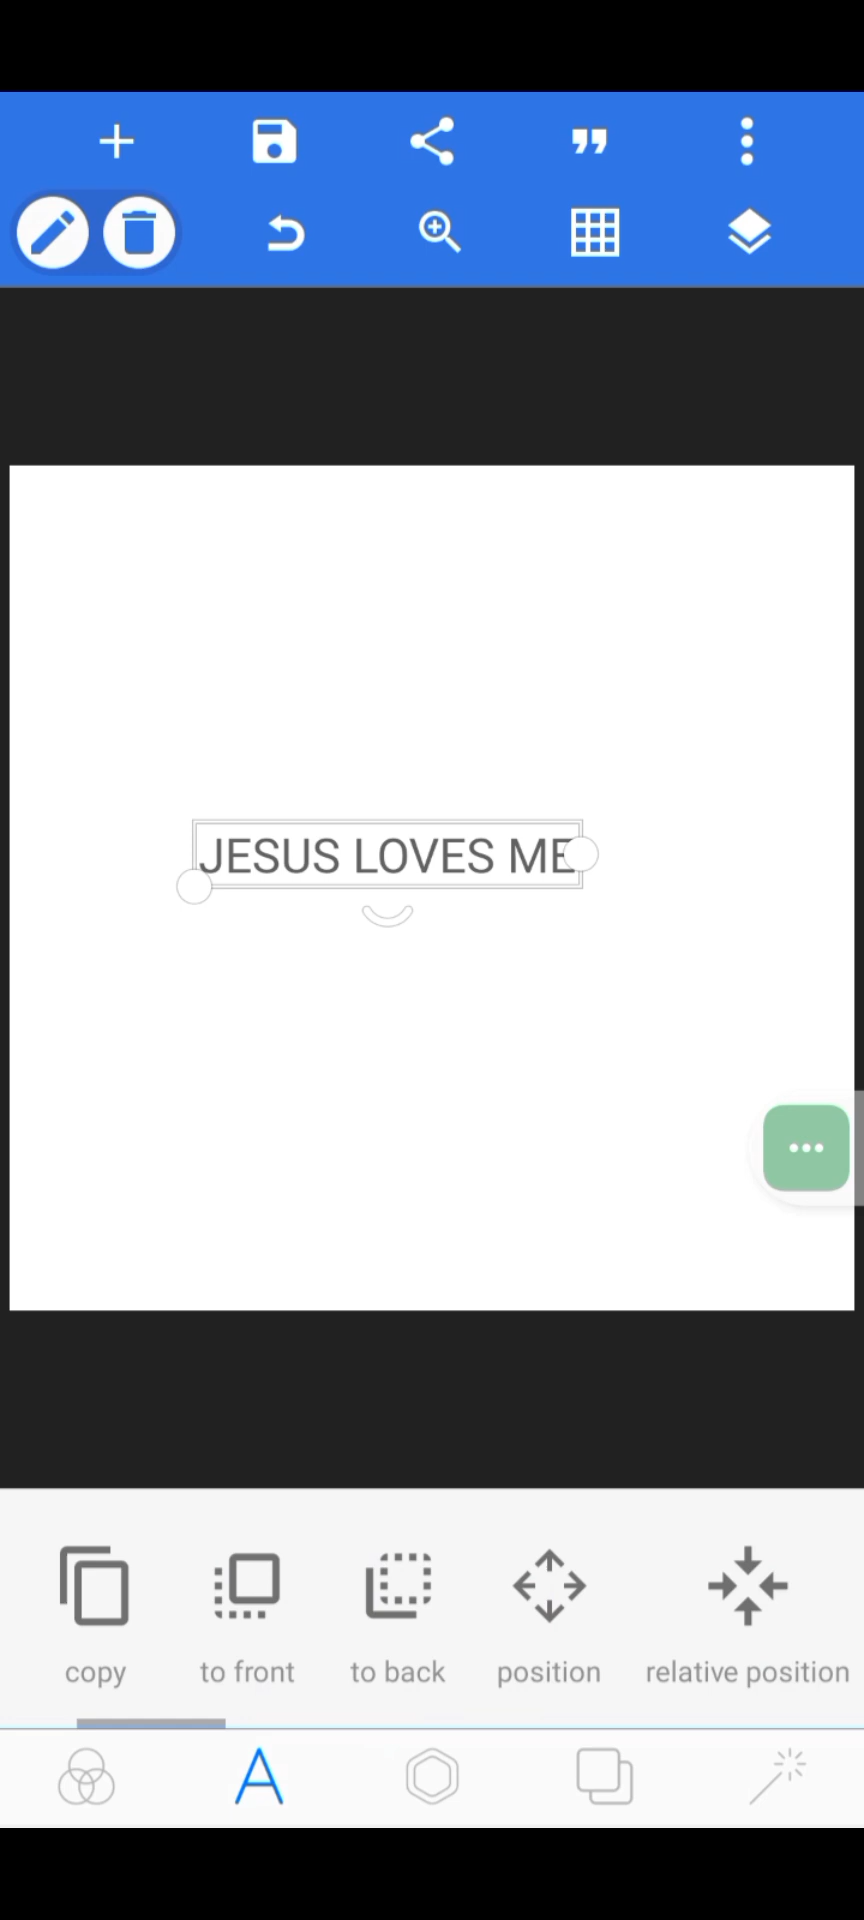 JESUS LOVES ME
copy
to front
to back
position
relative position